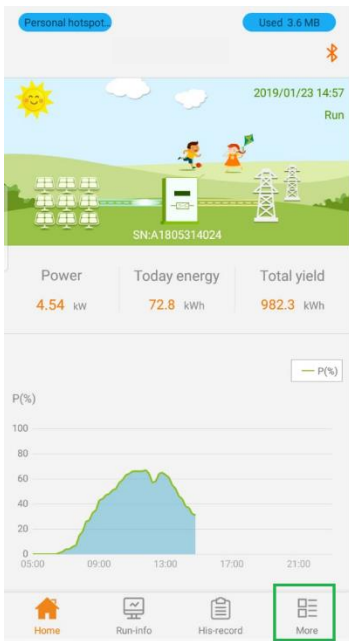 Personal hotspot..
Used 3.6 MB
2019/01/23 14:57
Run
SN:A1805314024
Power Today energy Total yield
4.54 kW 72.8 kWh 982.3 kWh
P(%)
P(%)
100
80
60
40
20
0
05:00 09:00 13:00 17:00 21:00
Home Run-info His-record More